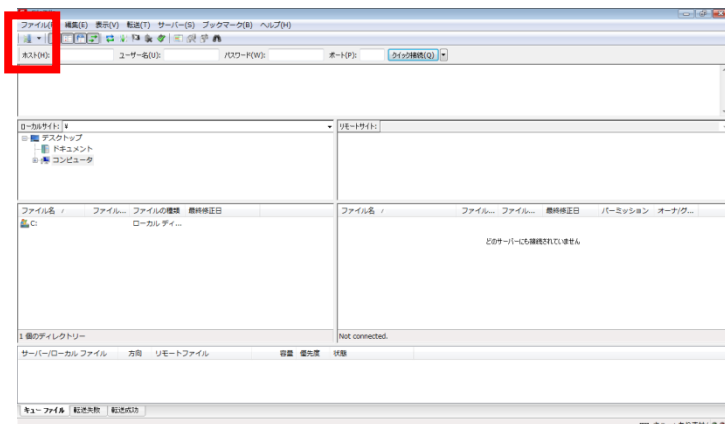 ファイル(F) 編集(E) 表示(V) 転送(T) サーバー(S) ブックマーク(B) ヘルプ(H)
ホスト(H): ユーザー名(U): パスワード(W): ポート(P): クイック接続(Q)
ローカルサイト: ¥ リモートサイト:
デスクトップ
ドキュメント
コンピュータ
ファイル名 / ファイル... ファイルの種類 最終修正日 ファイル名 / ファイル... ファイル... 最終修正日 パーミッション オーナ/グ...
C: ローカル ディ...
どのサーバーにも接続されていません
1 個のディレクトリー Not connected.
サーバー/ローカル ファイル 方向 リモートファイル 容量 優先度 状態
キュー ファイル 転送失敗 転送成功